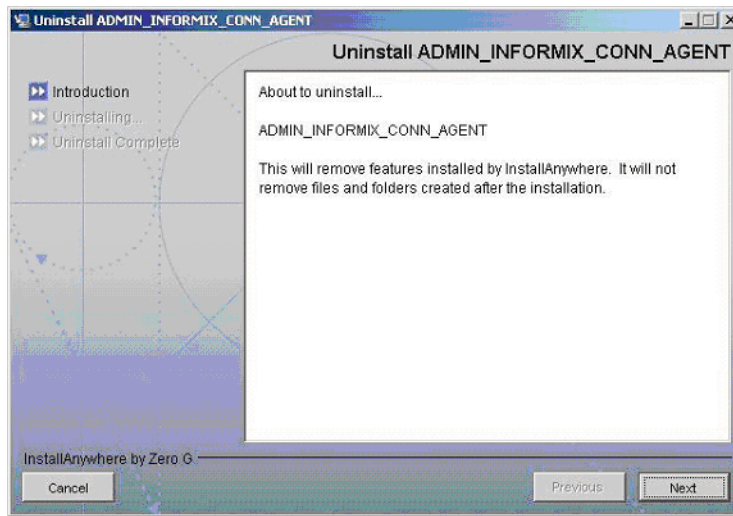 Uninstall ADMIN_INFORMIX_CONN_AGENT
Uninstall ADMIN_INFORMIX_CONN_AGENT
Introduction
Uninstalling...
Uninstall Complete
About to uninstall...
ADMIN_INFORMIX_CONN_AGENT
This will remove features installed by InstallAnywhere. It will not
remove files and folders created after the installation.
InstallAnywhere by Zero G
Cancel
Previous
Next